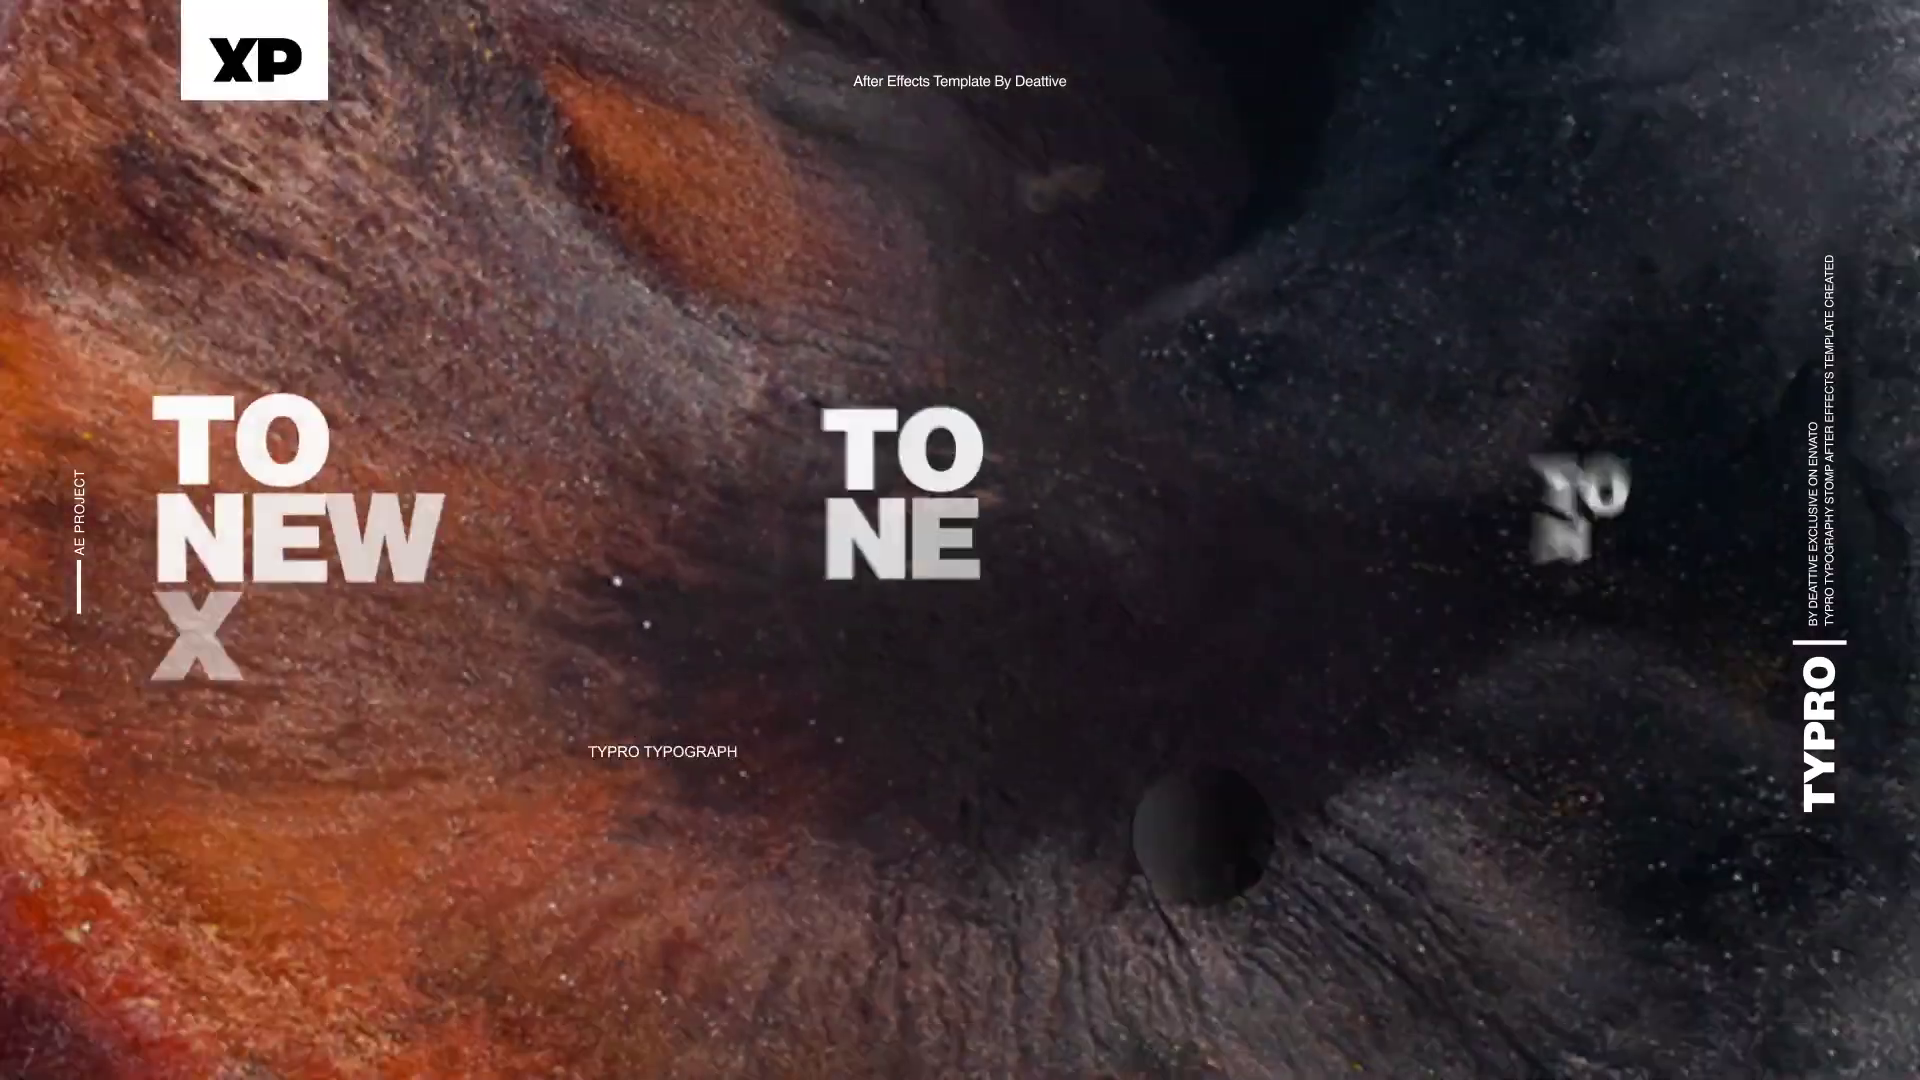 XP
After Effects Template By Deattive
AE PROJECT
TO
NEW
X
TO
NE
TO
TYPRO TYPOGRAPH
BY DEATTIVE EXCLUSIVE ON ENVATO
TYPRO TYPOGRAPHY STOMP AFTER EFFECTS TEMPLATE CREATED
TYPRO